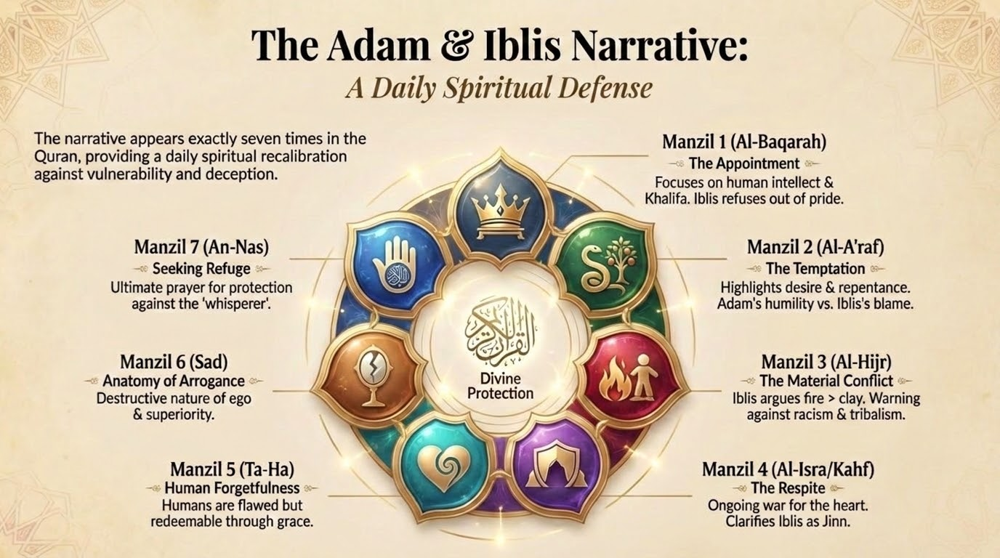 The Adam & Iblis Narrative:
A Daily Spiritual Defense
The narrative appears exactly seven times in the
Quran, providing a daily spiritual recalibration
against vulnerability and deception.
Manzil 1 (Al-Baqarah)
The Appointment
Focuses on human intellect &
Khalifa. Iblis refuses out of pride.
Manzil 2 (Al-A'raf)
The Temptation
Highlights desire & repentance.
Adam's humility vs. Iblis's blame.
Manzil 3 (Al-Hijr)
The Material Conflict
Iblis argues fire > clay. Warning
against racism & tribalism.
Manzil 4 (Al-Isra/Kahf)
The Respite
Ongoing war for the heart.
Clarifies Iblis as Jinn.
Manzil 5 (Ta-Ha)
Human Forgetfulness
Humans are flawed but
redeemable through grace.
Manzil 6 (Sad)
Anatomy of Arrogance
Destructive nature of ego
& superiority.
Manzil 7 (An-Nas)
Seeking Refuge
Ultimate prayer for protection
against the 'whisperer'.
القرآن الكريم
Divine
Protection